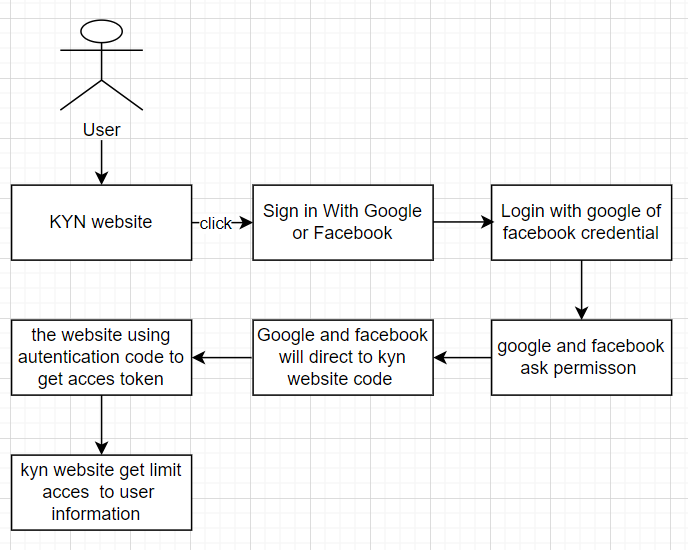 User
KYN website
click
Sign in With Google
or Facebook
Login with google of
facebook credential
google and facebook
ask permisson
Google and facebook
will direct to kyn
website code
the website using
autentication code to
get acces token
kyn website get limit
acces to user
information